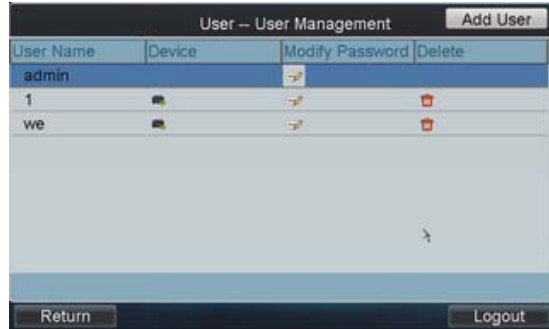 User -- User Management
Add User
User Name Device Modify Password Delete
admin
1
we
Return Logout